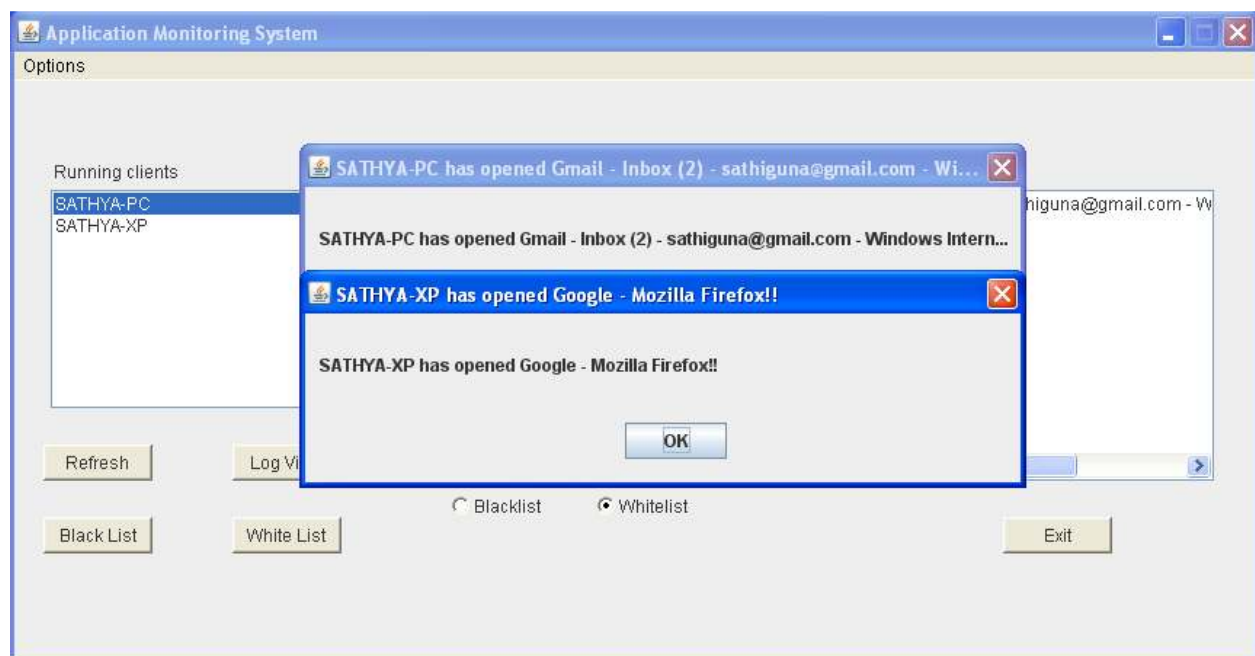 Application Monitoring System
Options
Running clients
SATHYA-PC
SATHYA-XP
SATHYA-PC has opened Gmail - Inbox (2) - sathiguna@gmail.com - Wi...
higuna@gmail.com - W
SATHYA-PC has opened Gmail - Inbox (2) - sathiguna@gmail.com - Windows Intern...
SATHYA-XP has opened Google - Mozilla Firefox!!
SATHYA-XP has opened Google - Mozilla Firefox!!
OK
Refresh
Log Vi
Blacklist
Whitelist
Black List
White List
Exit